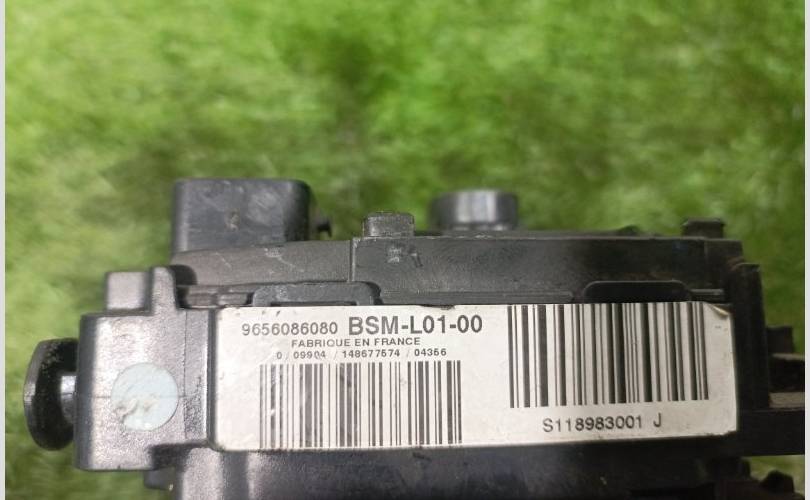 9656086080 BSM-L01-00
FABRIQUE EN FRANCE
0 / 09904 / 148677574 / 04356
S118983001 J